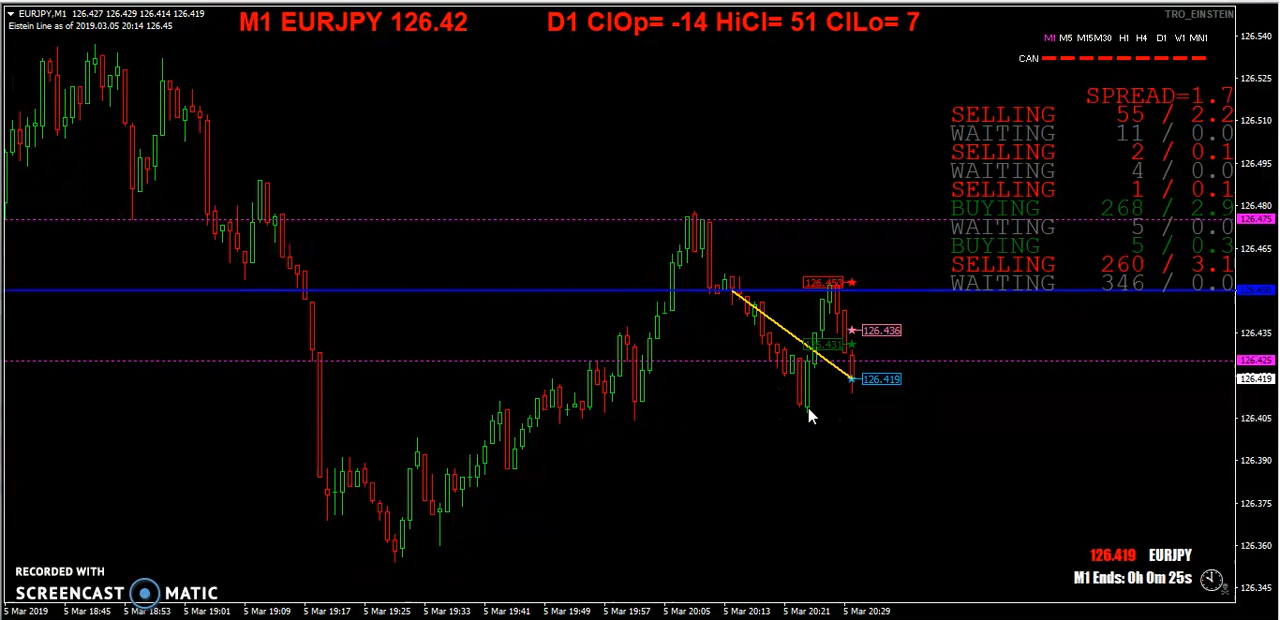 EURJPY,M1 126.427 126.429 126.414 126.419
Eistein Line as of 2019.03.05 20:14 126.45
M1 EURJPY 126.42
D1 ClOp= -14 HiCl= 51 ClLo= 7
TRO_EINSTEIN
M1 M5 M15 M30 H1 H4 D1 W1 MN1
CAN
SPREAD=1.7
SELLING 55 / 2.2
WAITING 11 / 0.0
SELLING 2 / 0.1
WAITING 4 / 0.0
SELLING 1 / 0.1
BUYING 268 / 2.9
WAITING 5 / 0.0
BUYING 5 / 0.3
SELLING 260 / 3.1
WAITING 346 / 0.0
126.540
126.525
126.510
126.495
126.480
126.475
126.465
126.450
126.435
126.425
126.419
126.405
126.390
126.375
126.360
126.345
126.436
126.431
126.419
126.419 EURJPY
M1 Ends: 0h 0m 25s
RECORDED WITH
SCREENCAST MATIC
5 Mar 2019 5 Mar 18:45 5 Mar 18:53 5 Mar 19:01 5 Mar 19:09 5 Mar 19:17 5 Mar 19:25 5 Mar 19:33 5 Mar 19:41 5 Mar 19:49 5 Mar 19:57 5 Mar 20:05 5 Mar 20:13 5 Mar 20:21 5 Mar 20:29